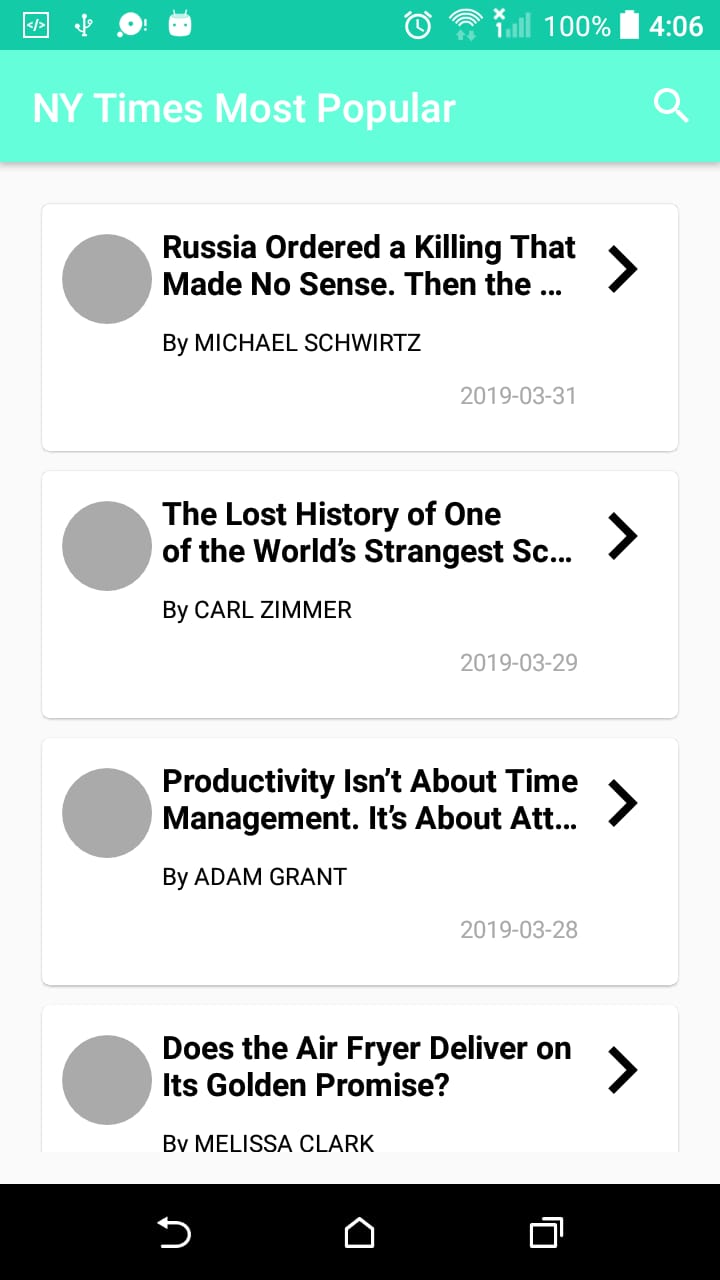 100% 4:06
NY Times Most Popular
Russia Ordered a Killing That
Made No Sense. Then the ...
By MICHAEL SCHWIRTZ
2019-03-31
The Lost History of One
of the World’s Strangest Sc...
By CARL ZIMMER
2019-03-29
Productivity Isn’t About Time
Management. It’s About Att...
By ADAM GRANT
2019-03-28
Does the Air Fryer Deliver on
Its Golden Promise?
By MELISSA CLARK